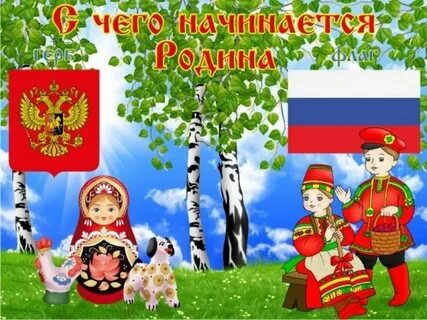 С чего начинается
Родина
герб
флаг